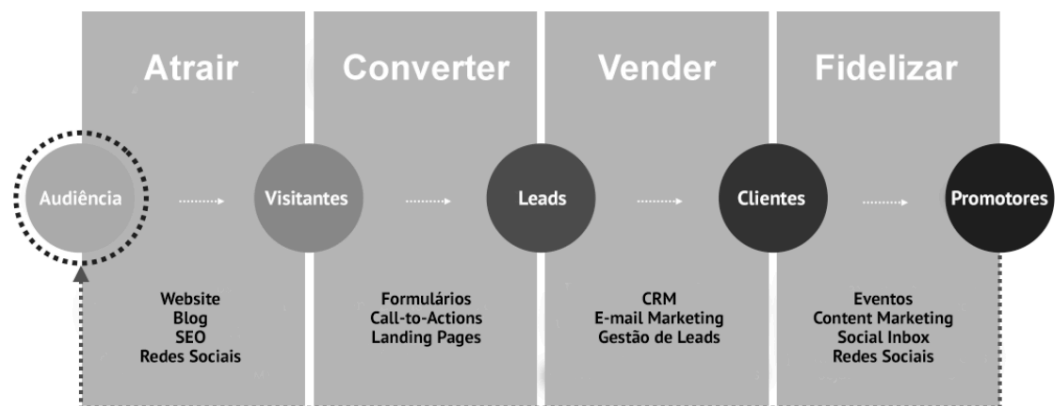 Atrair
Converter
Vender
Fidelizar
Audiência
Visitantes
Leads
Clientes
Promotores
Website
Blog
SEO
Redes Sociais
Formulários
Call-to-Actions
Landing Pages
CRM
E-mail Marketing
Gestão de Leads
Eventos
Content Marketing
Social Inbox
Redes Sociais